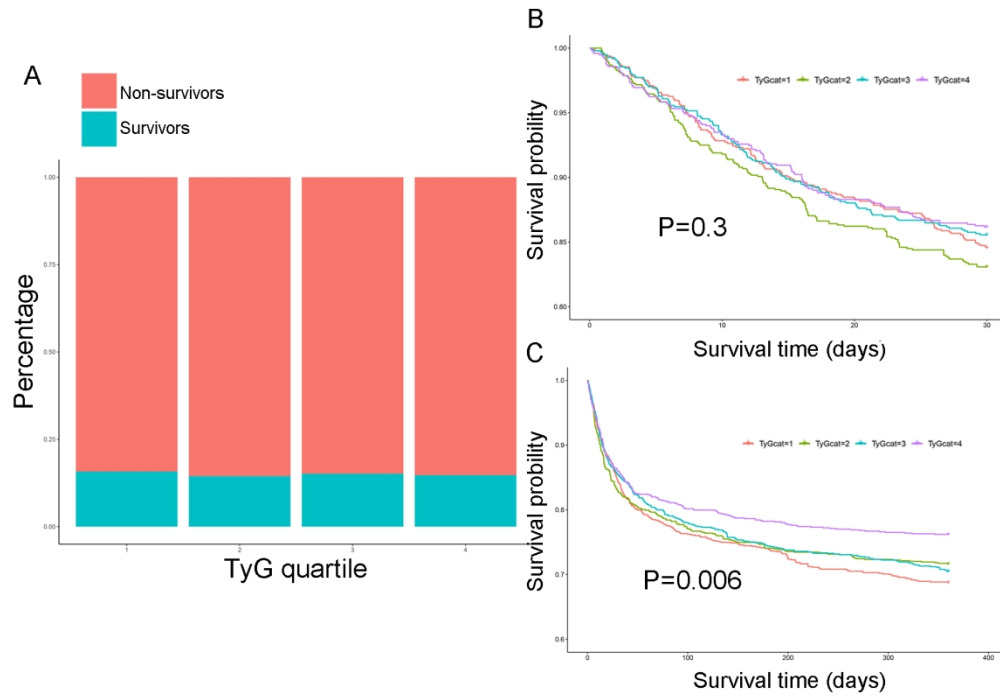 A
Non-survivors
Survivors
Percentage
1.00
0.75
0.50
0.25
0.00
1
2
3
4
TyG quartile
B
Survival probility
1.00
0.95
0.90
0.85
0.80
TyGcat=1 TyGcat=2 TyGcat=3 TyGcat=4
P=0.3
0 10 20 30
Survival time (days)
C
Survival probility
1.0
0.9
0.8
0.7
0.6
TyGcat=1 TyGcat=2 TyGcat=3 TyGcat=4
P=0.006
0 100 200 300 400
Survival time (days)